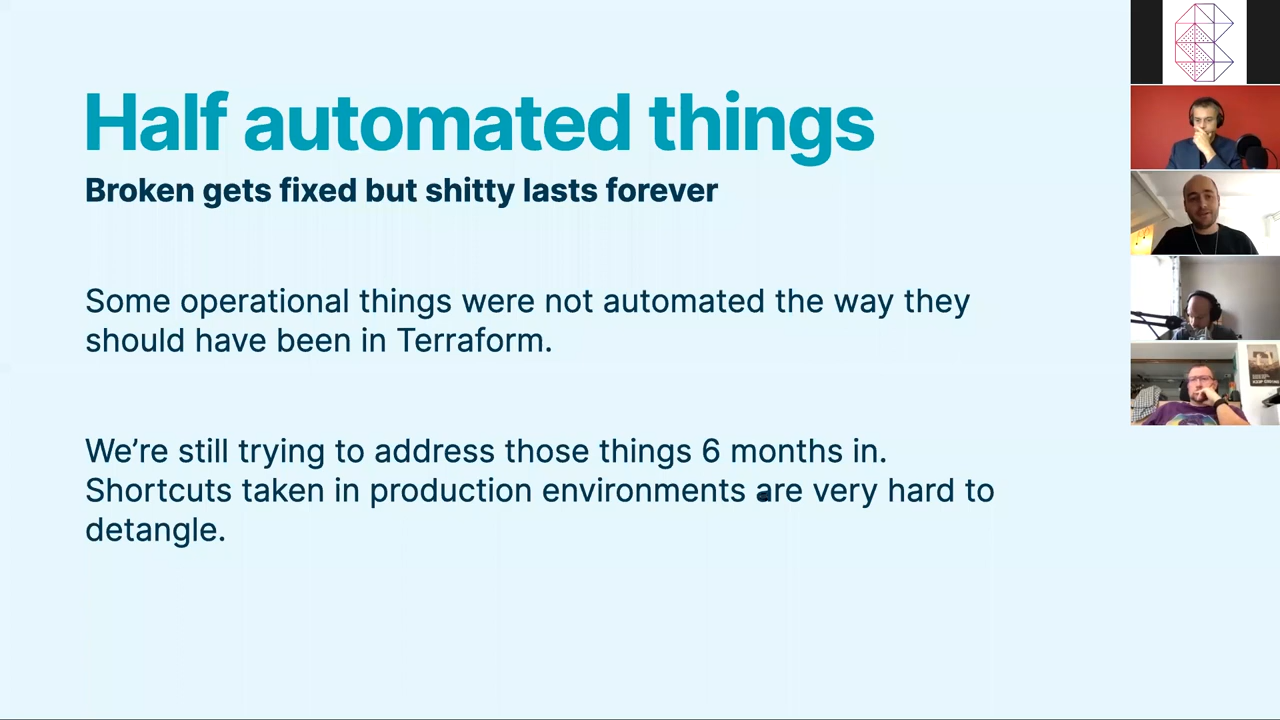 Half automated things
Broken gets fixed but shitty lasts forever
Some operational things were not automated the way they
should have been in Terraform.
We’re still trying to address those things 6 months in.
Shortcuts taken in production environments are very hard to
detangle.